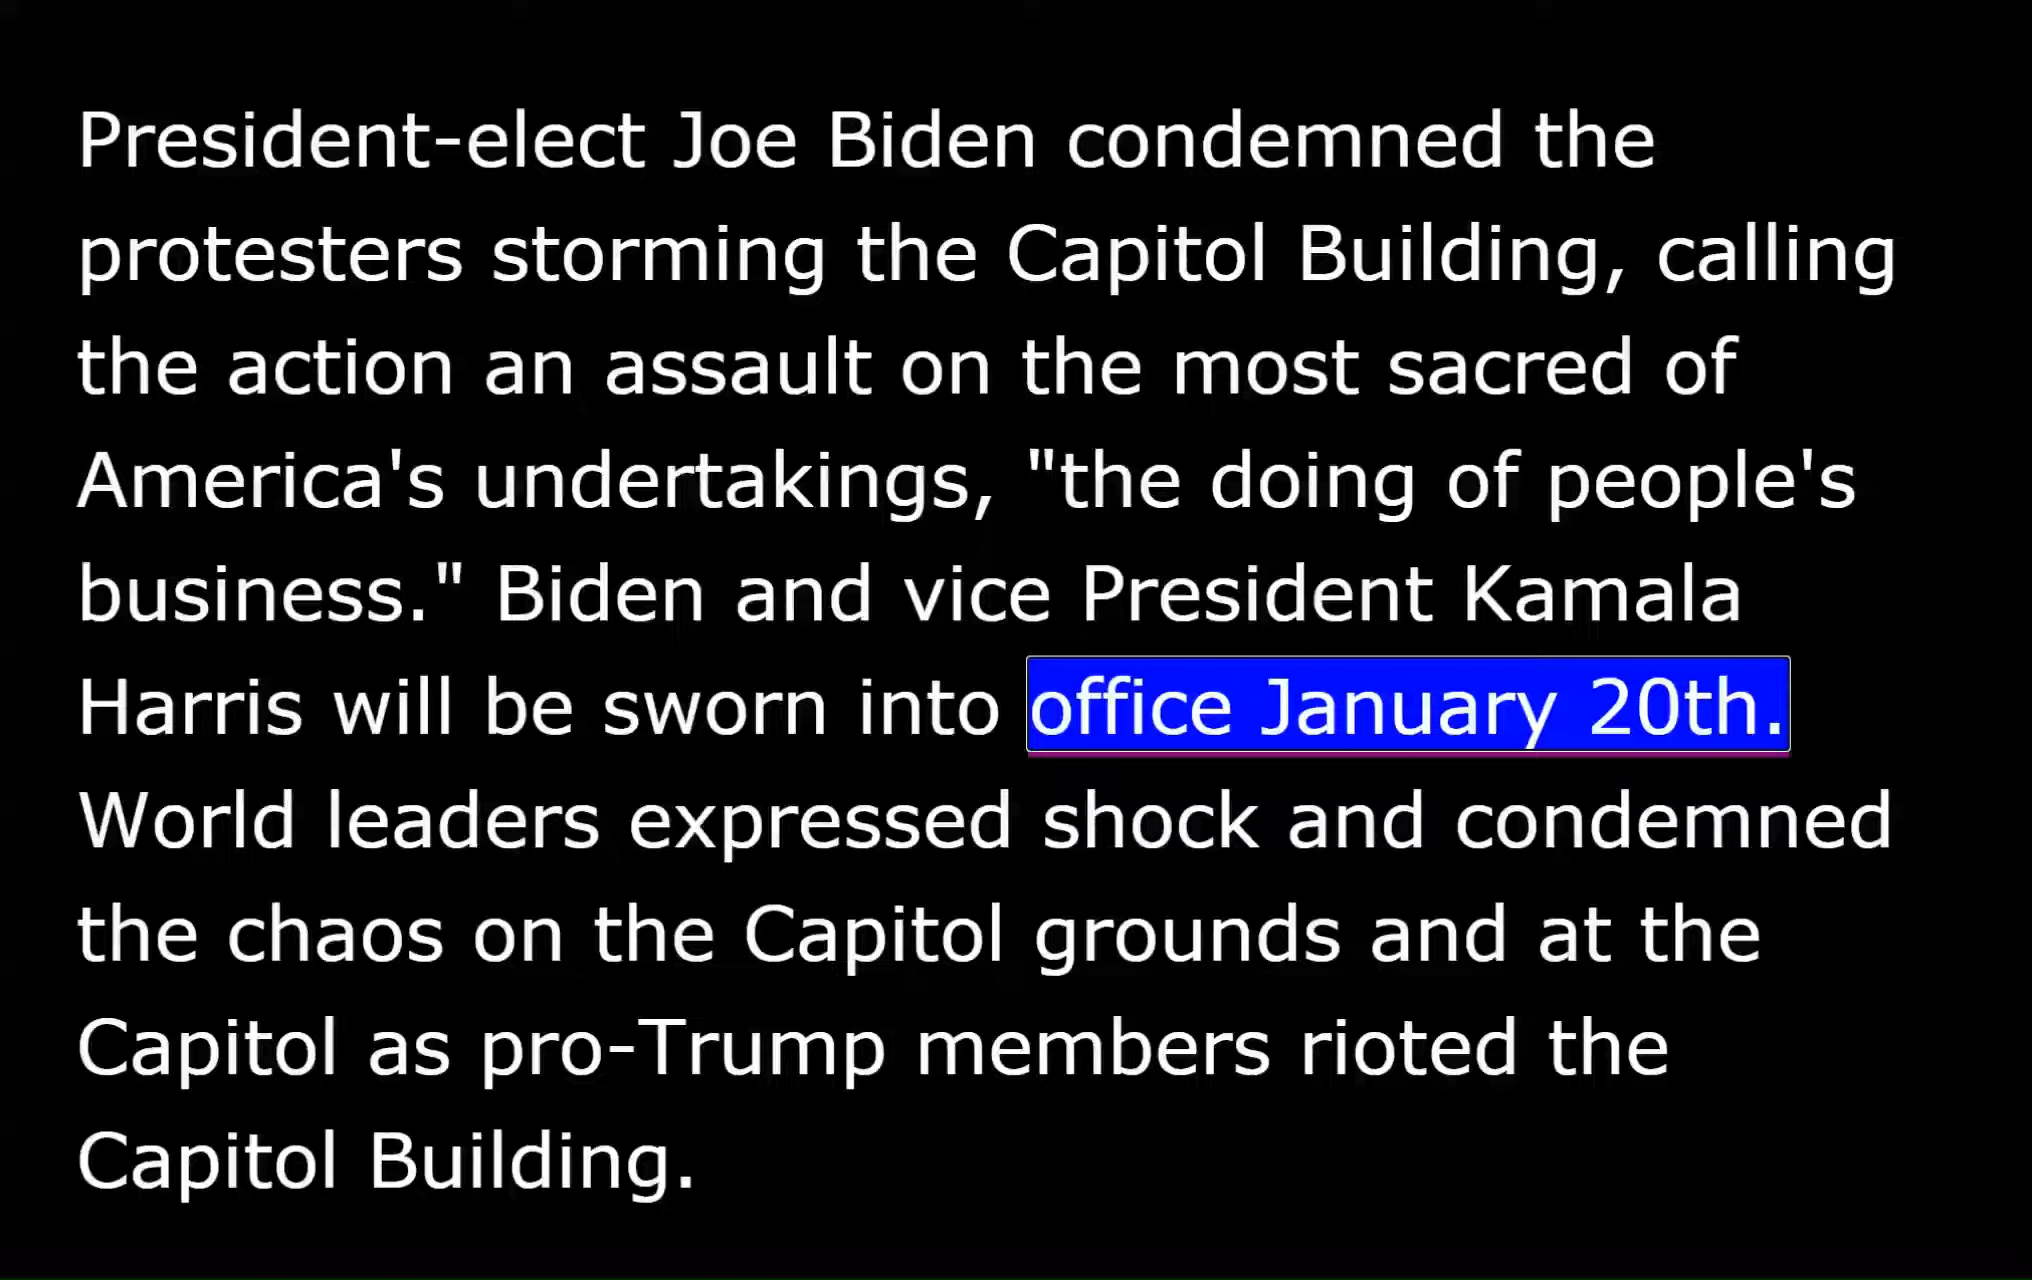 President-elect Joe Biden condemned the
protesters storming the Capitol Building, calling
the action an assault on the most sacred of
America's undertakings, "the doing of people's
business." Biden and vice President Kamala
Harris will be sworn into office January 20th.
World leaders expressed shock and condemned
the chaos on the Capitol grounds and at the
Capitol as pro-Trump members rioted the
Capitol Building.